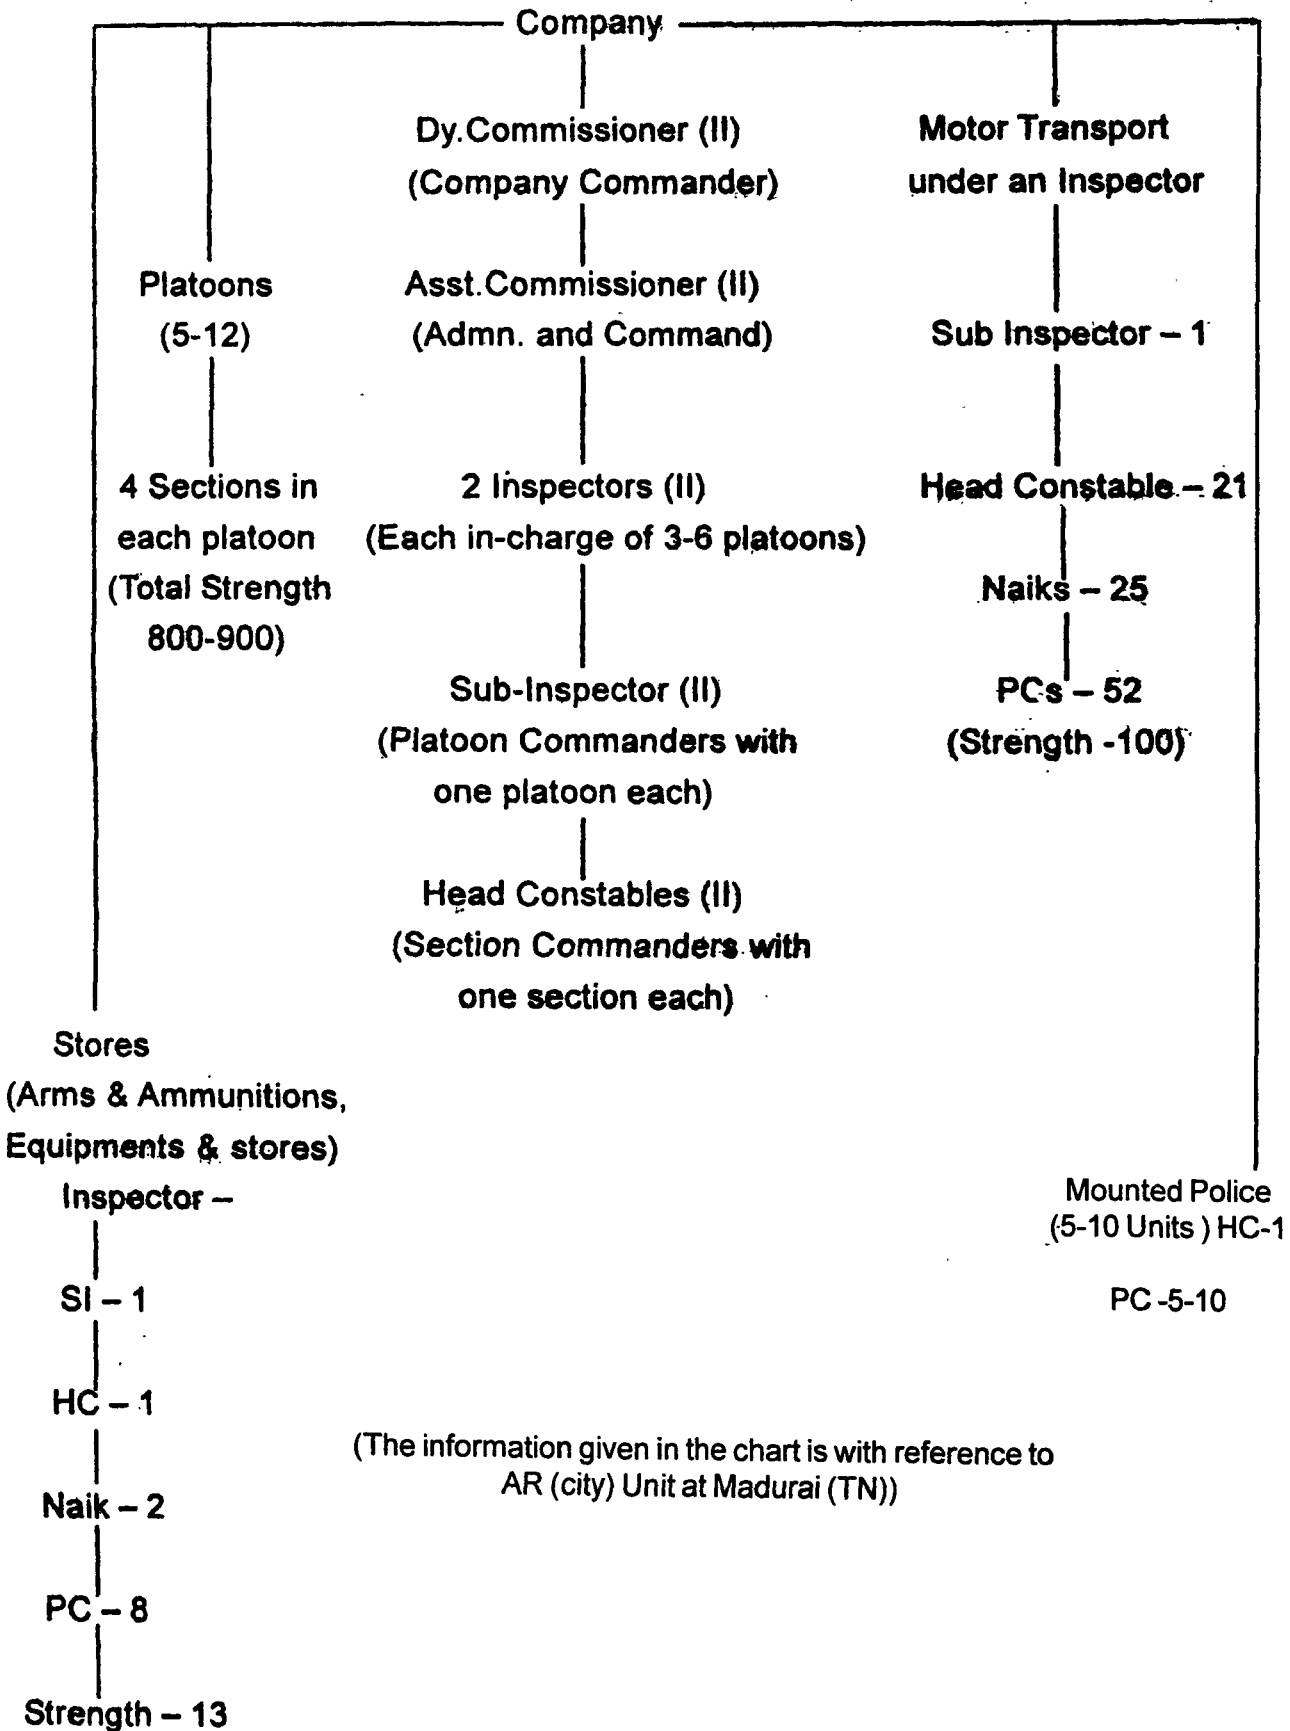 Company
Dy.Commissioner (II)
(Company Commander)
Motor Transport
under an Inspector
Platoons
(5-12)
Asst.Commissioner (II)
(Admn. and Command)
Sub Inspector – 1
4 Sections in
each platoon
(Total Strength
800-900)
2 Inspectors (II)
(Each in-charge of 3-6 platoons)
Head Constable – 21
Naiks – 25
Sub-Inspector (II)
(Platoon Commanders with
one platoon each)
PCs – 52
(Strength -100)
Head Constables (II)
(Section Commanders with
one section each)
Stores
(Arms & Ammunitions,
Equipments & stores)
Inspector –
SI – 1
HC – 1
Naik – 2
PC – 8
Strength – 13
Mounted Police
(5-10 Units ) HC-1
PC -5-10
(The information given in the chart is with reference to
AR (city) Unit at Madurai (TN))